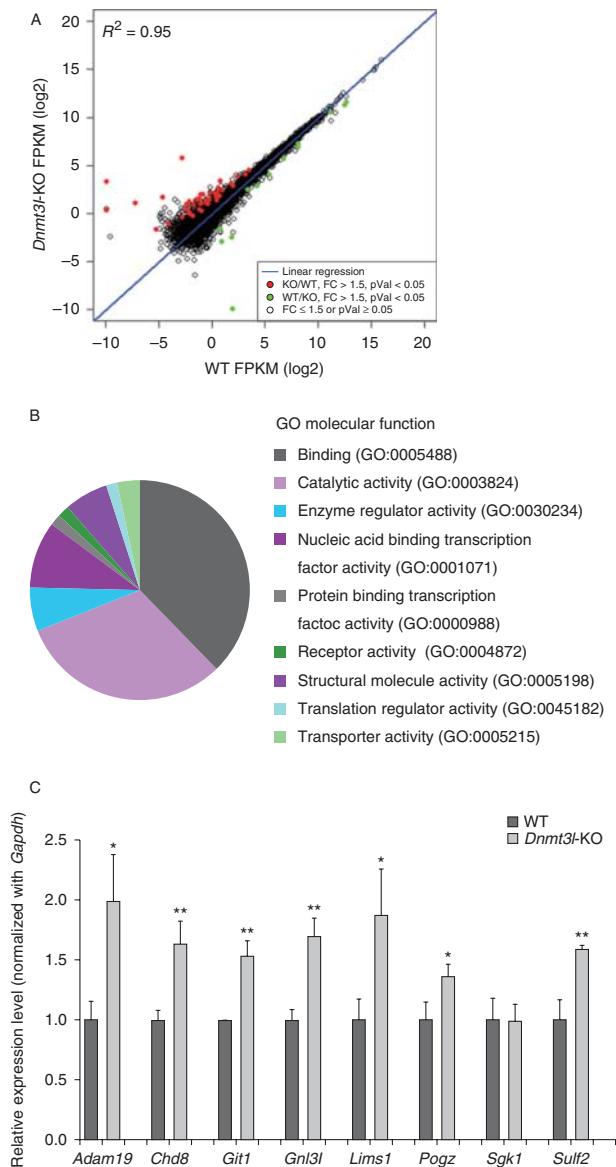 A
R² = 0.95
Dnmt3l-KO FPKM (log2)
20
15
10
5
0
−5
−10
Linear regression
KO/WT, FC > 1.5, pVal < 0.05
WT/KO, FC > 1.5, pVal < 0.05
FC ≤ 1.5 or pVal ≥ 0.05
−10 −5 0 5 10 15 20
WT FPKM (log2)
B
GO molecular function
Binding (GO:0005488)
Catalytic activity (GO:0003824)
Enzyme regulator activity (GO:0030234)
Nucleic acid binding transcription
factor activity (GO:0001071)
Protein binding transcription
factoc activity (GO:0000988)
Receptor activity (GO:0004872)
Structural molecule activity (GO:0005198)
Translation regulator activity (GO:0045182)
Transporter activity (GO:0005215)
C
WT
Dnmt3l-KO
Relative expression level (normalized with Gapdh)
2.5
2.0
1.5
1.0
0.5
0.0
* ** ** ** * * **
Adam19 Chd8 Git1 Gnl3l Lims1 Pogz Sgk1 Sulf2